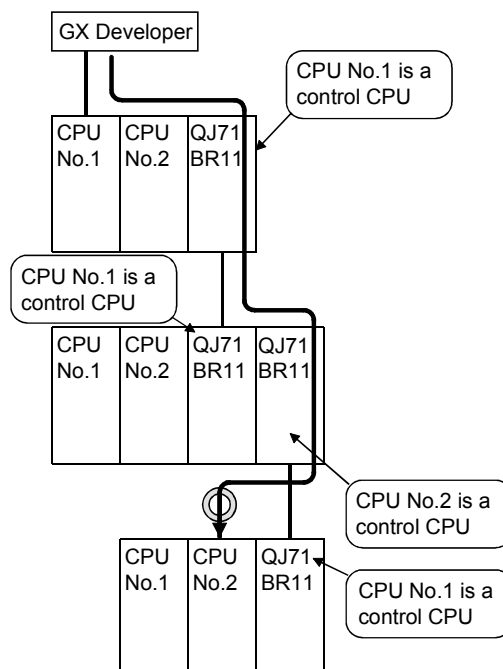 GX Developer
CPU No.1 is a
control CPU
CPU
No.1
CPU
No.2
QJ71
BR11
CPU No.1 is a
control CPU
CPU
No.1
CPU
No.2
QJ71
BR11
QJ71
BR11
CPU No.2 is a
control CPU
CPU
No.1
CPU
No.2
QJ71
BR11
CPU No.1 is a
control CPU